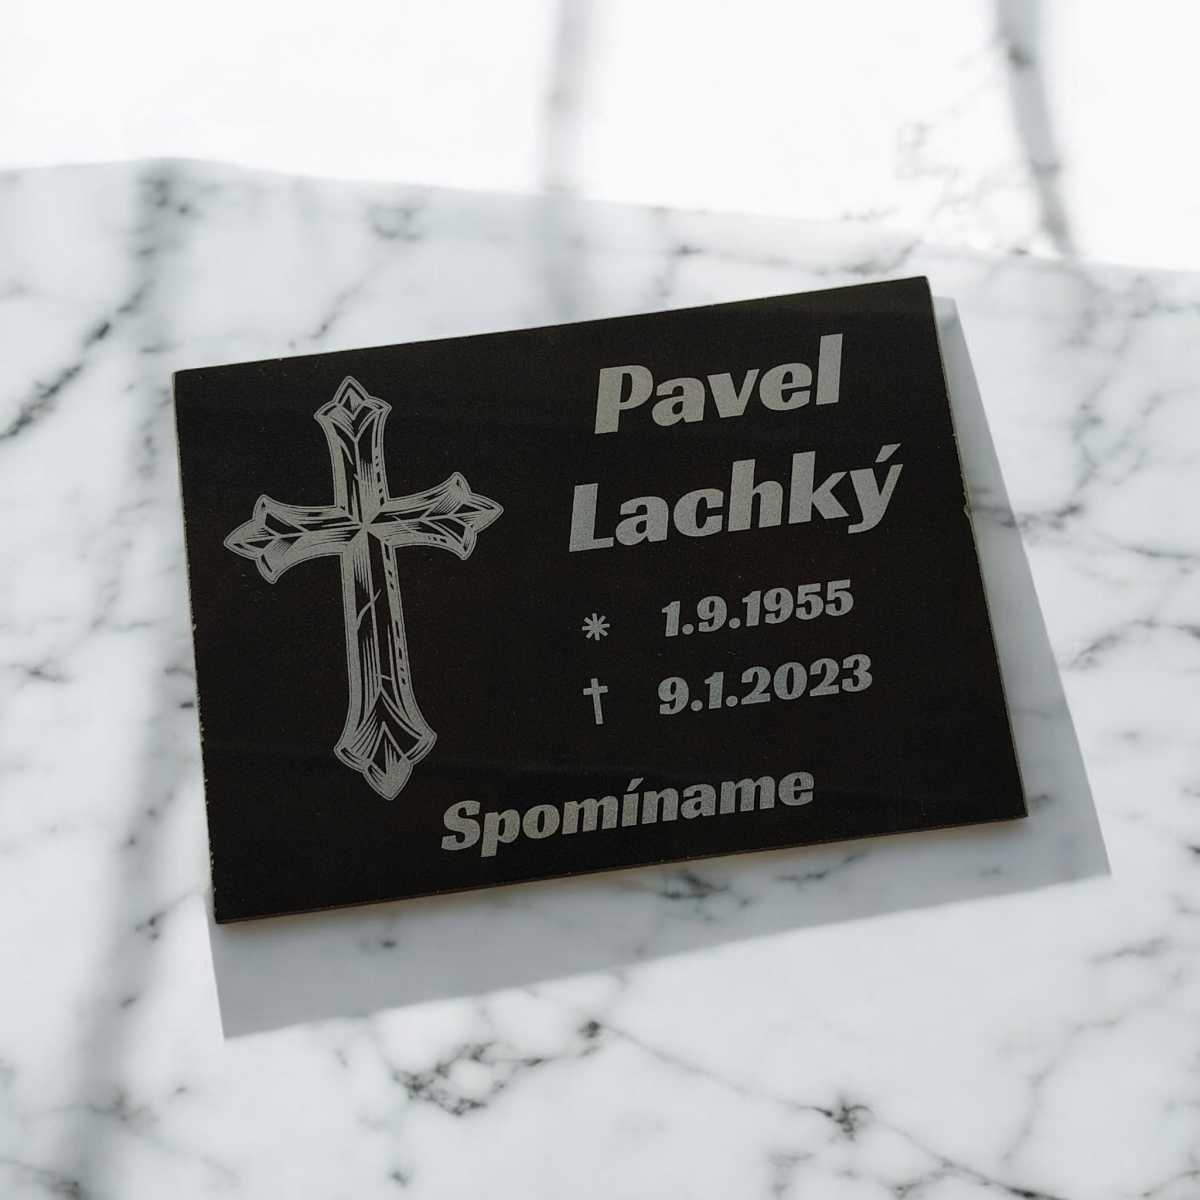 Pavel
Lachký
* 1.9.1955
† 9.1.2023
Spomíname